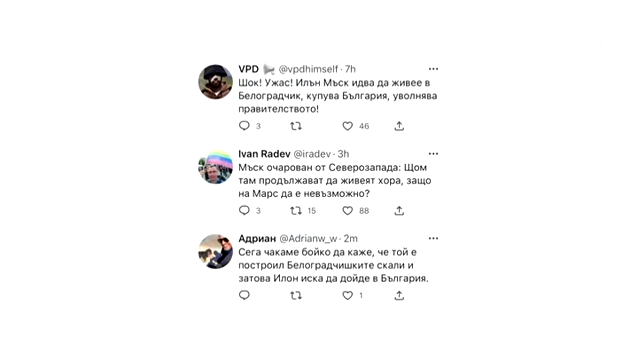 VPD @vpdhimself · 7h
Шок! Ужас! Илън Мъск идва да живее в
Белоградчик, купува България, уволнява
правителството!
3 46
Ivan Radev @iradev · 3h
Мъск очарован от Северозапада: Щом
там продължават да живеят хора, защо
на Марс да е невъзможно?
3 15 88
Адриан @Adrianw_w · 2m
Сега чакаме бойко да каже, че той е
построил Белоградчишките скали и
затова Илон иска да дойде в България.
1